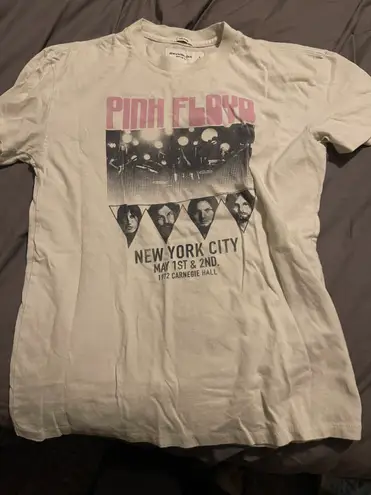 PINK FLOYD
NEW YORK CITY
MAY 1ST & 2ND.
1972 CARNEGIE HALL